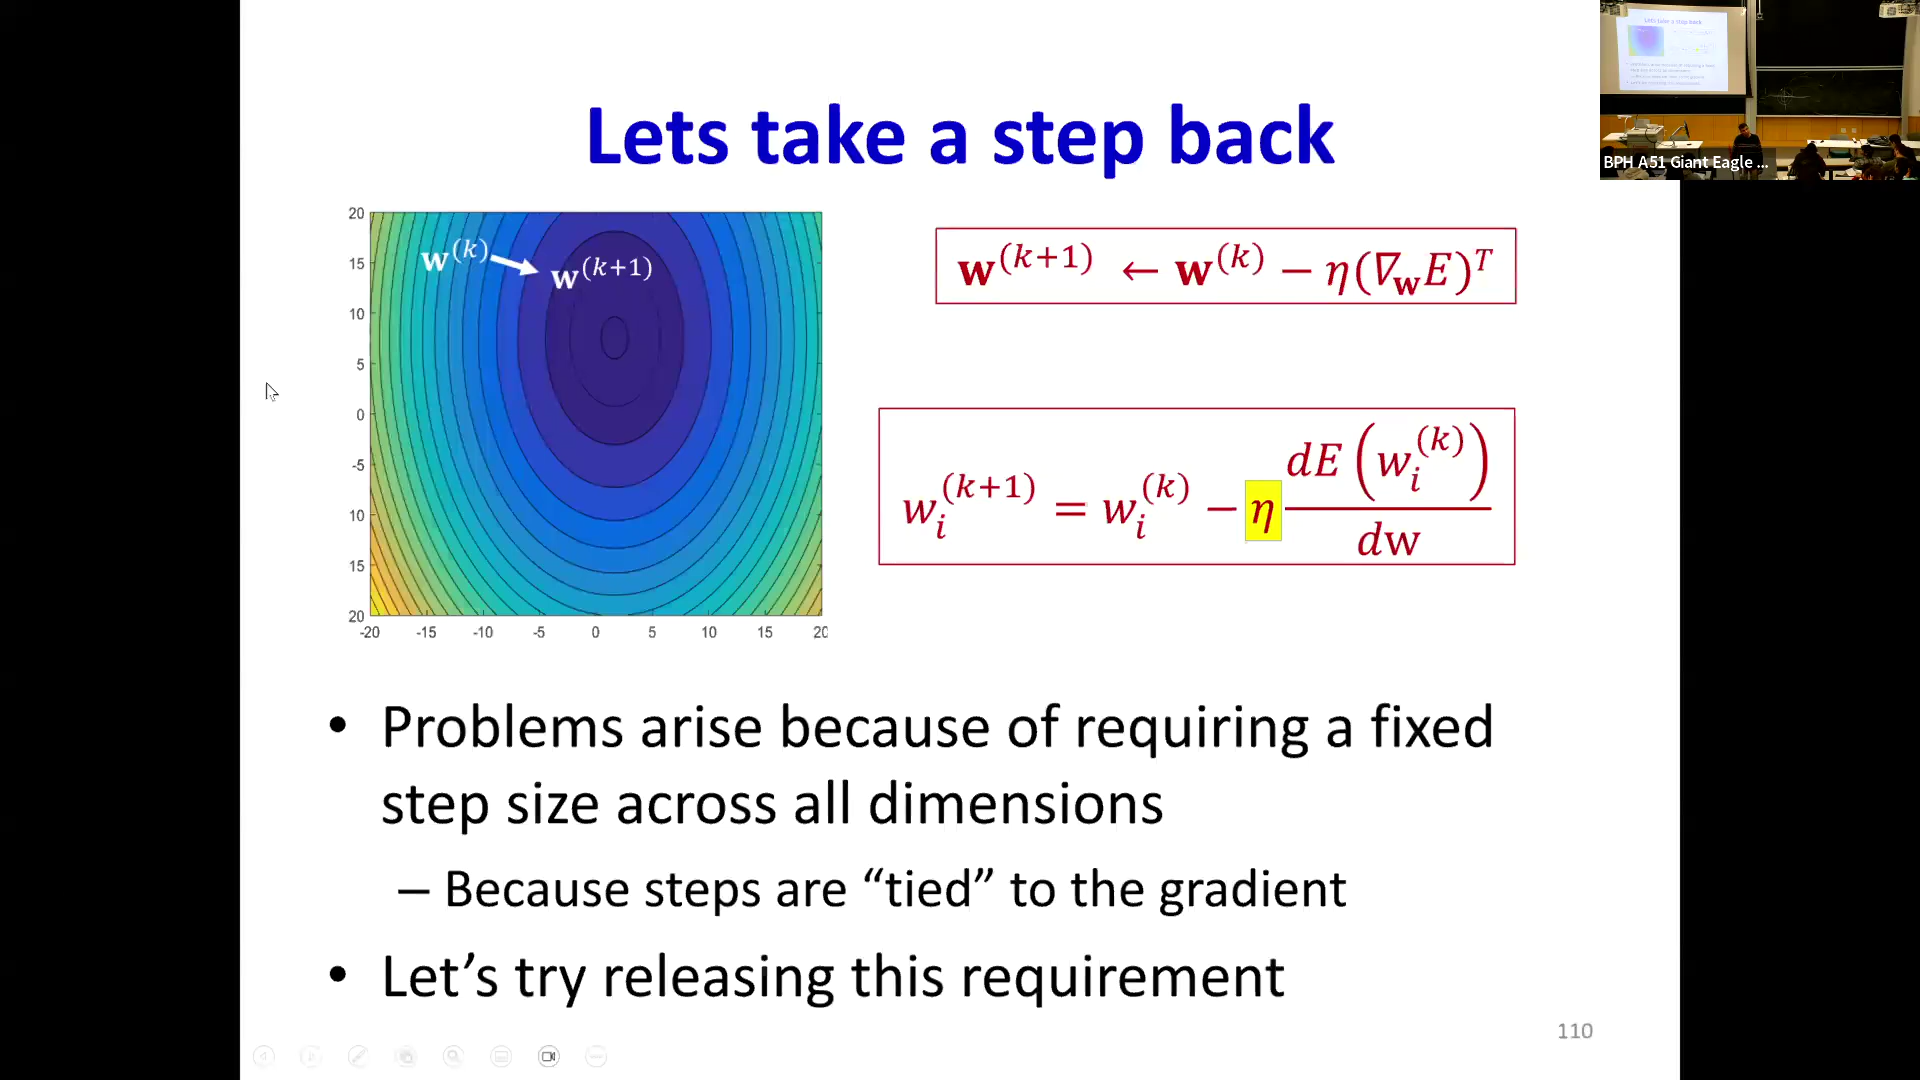 Lets take a step back
BPH A51 Giant Eagle ...
20
15
10
5
0
-5
10
15
20
-20 -15 -10 -5 0 5 10 15 20
w^(k)
w^(k+1)
w^(k+1) ← w^(k) − η(∇_w E)^T
w_i^(k+1) = w_i^(k) − η dE(w_i^(k)) / dw
• Problems arise because of requiring a fixed
step size across all dimensions
– Because steps are “tied” to the gradient
• Let’s try releasing this requirement
110